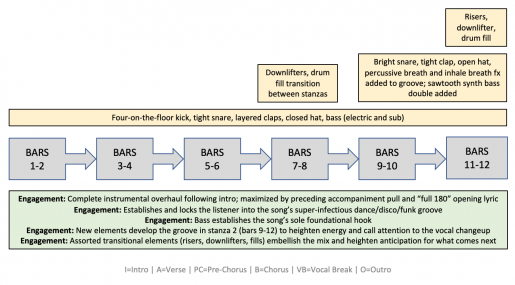 Risers,
downlifter,
drum fill
Downlifters, drum
fill transition
between stanzas
Bright snare, tight clap, open hat,
percussive breath and inhale breath fx
added to groove; sawtooth synth bass
double added
Four-on-the-floor kick, tight snare, layered claps, closed hat, bass (electric and sub)
BARS
1-2
BARS
3-4
BARS
5-6
BARS
7-8
BARS
9-10
BARS
11-12
Engagement: Complete instrumental overhaul following intro; maximized by preceding accompaniment pull and “full 180” opening lyric
Engagement: Establishes and locks the listener into the song’s super-infectious dance/disco/funk groove
Engagement: Bass establishes the song’s sole foundational hook
Engagement: New elements develop the groove in stanza 2 (bars 9-12) to heighten energy and call attention to the vocal changeup
Engagement: Assorted transitional elements (risers, downlifters, fills) embellish the mix and heighten anticipation for what comes next
I=Intro | A=Verse | PC=Pre-Chorus | B=Chorus | VB=Vocal Break | O=Outro